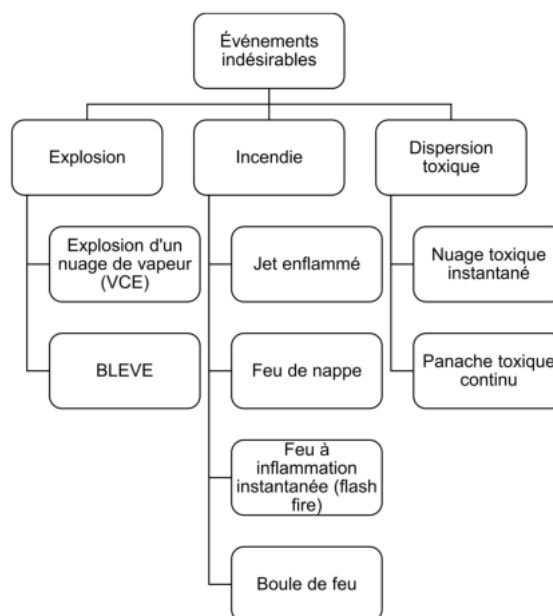 Événements
indésirables
Explosion
Incendie
Dispersion
toxique
Explosion d'un
nuage de vapeur
(VCE)
Jet enflammé
Nuage toxique
instantané
BLEVE
Feu de nappe
Panache toxique
continu
Feu à
inflammation
instantanée (flash
fire)
Boule de feu